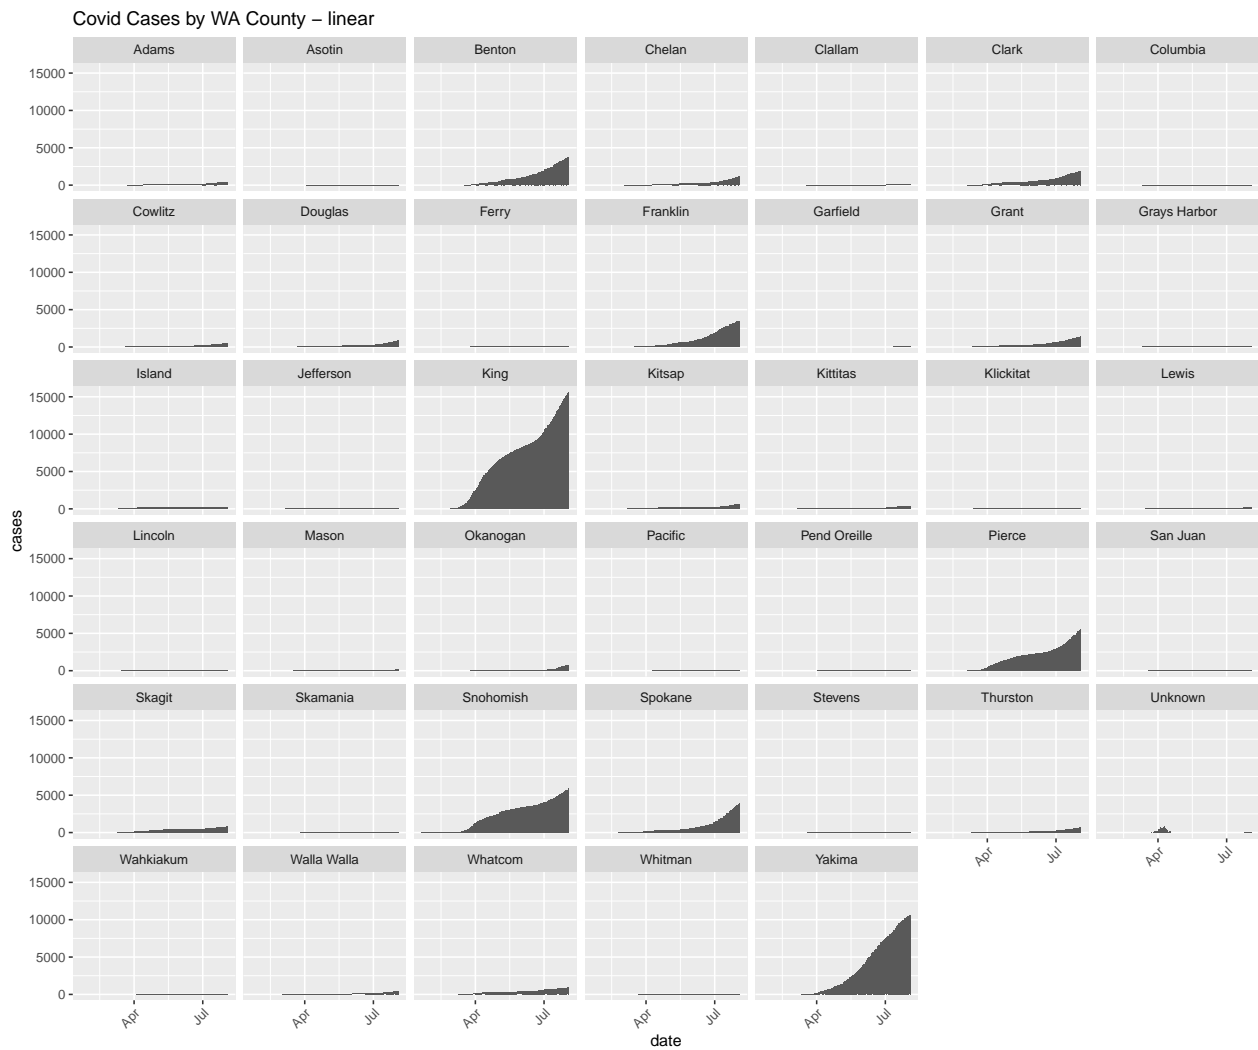 Covid Cases by WA County – linear
Adams Asotin Benton Chelan Clallam Clark Columbia
15000
10000
5000
0
Cowlitz Douglas Ferry Franklin Garfield Grant Grays Harbor
15000
10000
5000
0
Island Jefferson King Kitsap Kittitas Klickitat Lewis
15000
10000
5000
0
cases
Lincoln Mason Okanogan Pacific Pend Oreille Pierce San Juan
15000
10000
5000
0
Skagit Skamania Snohomish Spokane Stevens Thurston Unknown
15000
10000
5000
0
Apr Jul Apr Jul
Wahkiakum Walla Walla Whatcom Whitman Yakima
15000
10000
5000
0
Apr Jul Apr Jul Apr Jul Apr Jul Apr Jul
date